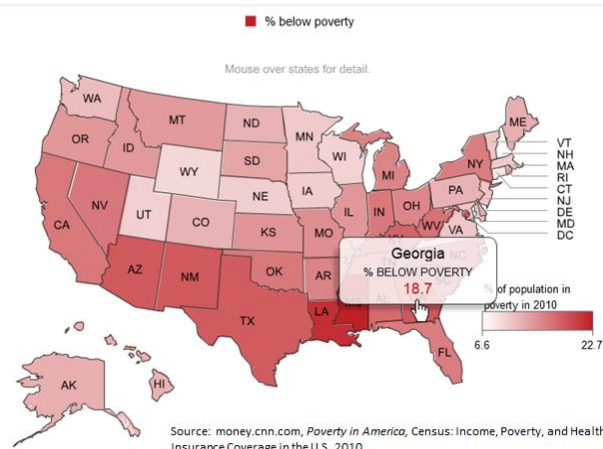 % below poverty
Mouse over states for detail.
WA
MT
ND
MN
ME
OR
ID
SD
WI
MI
NY
VT
NH
MA
RI
CT
NJ
DE
MD
DC
WY
IA
PA
NE
NV
UT
CO
IL
IN
OH
WV
VA
CA
KS
MO
AZ
NM
OK
AR
TX
LA
AL
FL
Georgia
% BELOW POVERTY
18.7
% of population in
poverty in 2010
6.6
22.7
AK
HI
Source: money.cnn.com, Poverty in America, Census: Income, Poverty, and Health
Insurance Coverage in the U.S. 2010